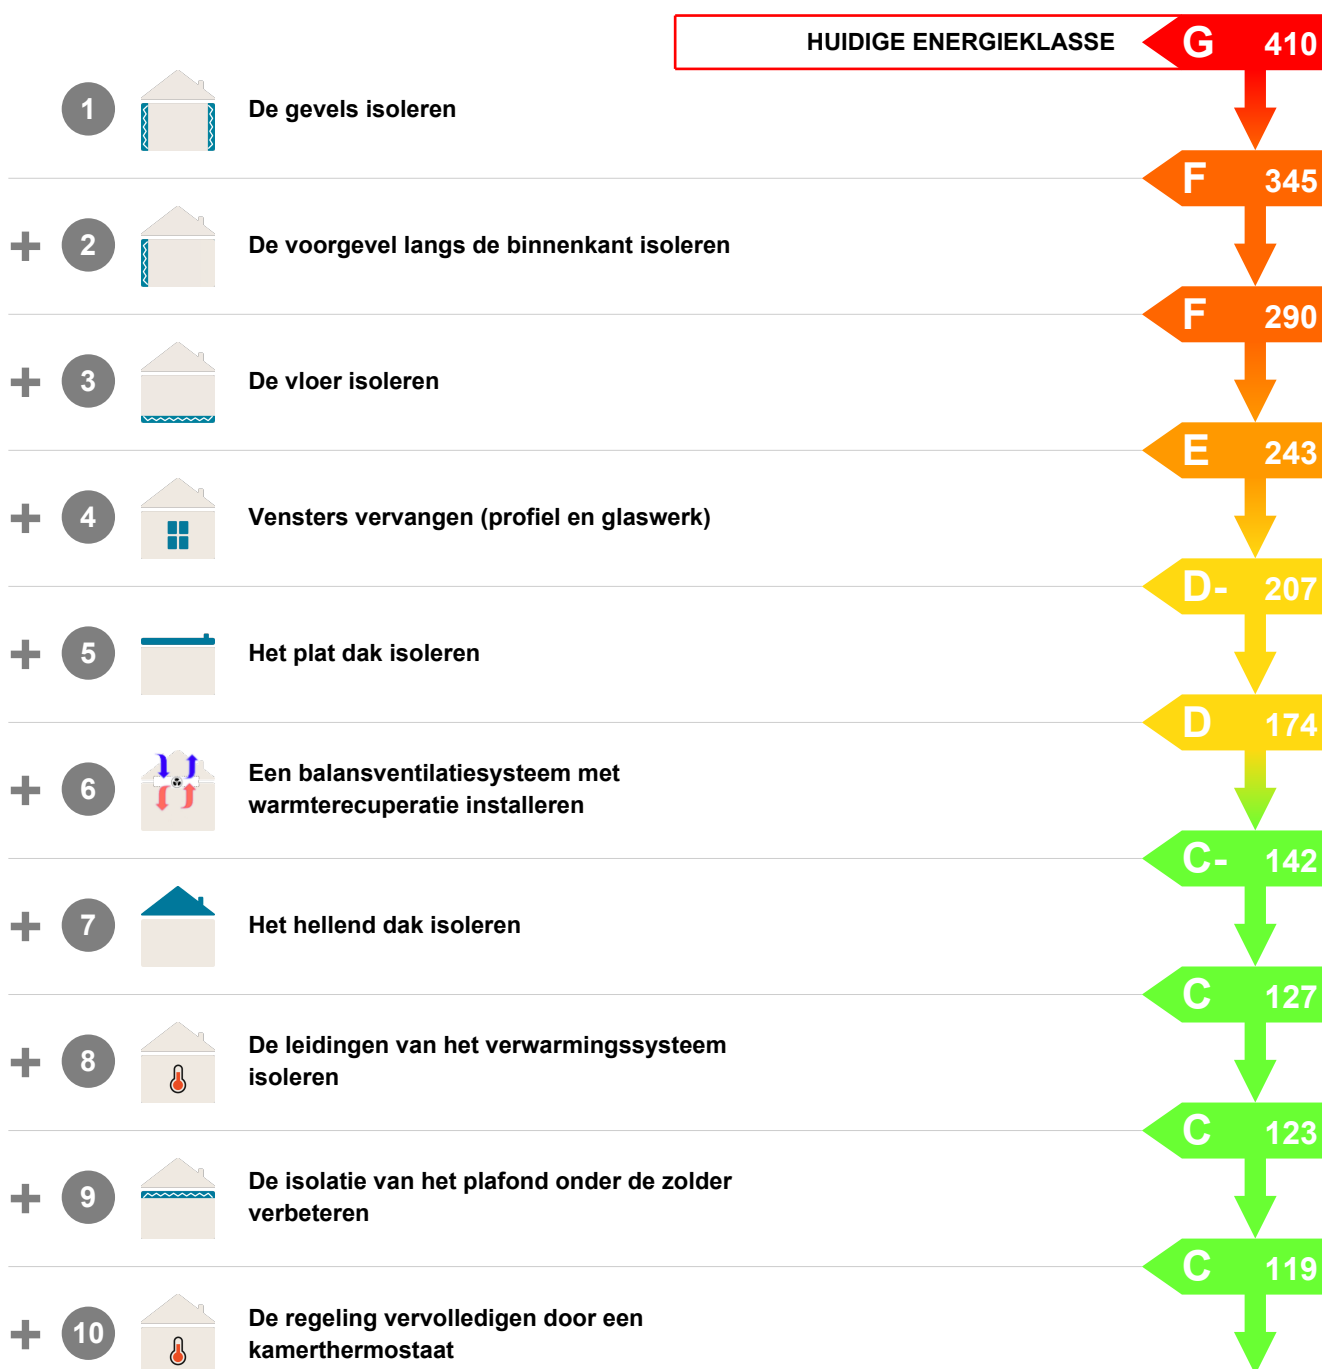 HUIDIGE ENERGIEKLASSE G 410
1 De gevels isoleren
F 345
+ 2 De voorgevel langs de binnenkant isoleren
F 290
+ 3 De vloer isoleren
E 243
+ 4 Vensters vervangen (profiel en glaswerk)
D- 207
+ 5 Het plat dak isoleren
D 174
+ 6 Een balansventilatiesysteem met
warmterecuperatie installeren
C- 142
+ 7 Het hellend dak isoleren
C 127
+ 8 De leidingen van het verwarmingssysteem
isoleren
C 123
+ 9 De isolatie van het plafond onder de zolder
verbeteren
C 119
+ 10 De regeling vervolledigen door een
kamerthermostaat